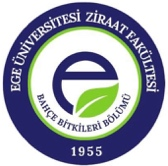 EGE ÜNİVERSİTESİ ZİRAAT FAKÜLTESİ
e
BAHÇE BİTKİLERİ BÖLÜMÜ
1955